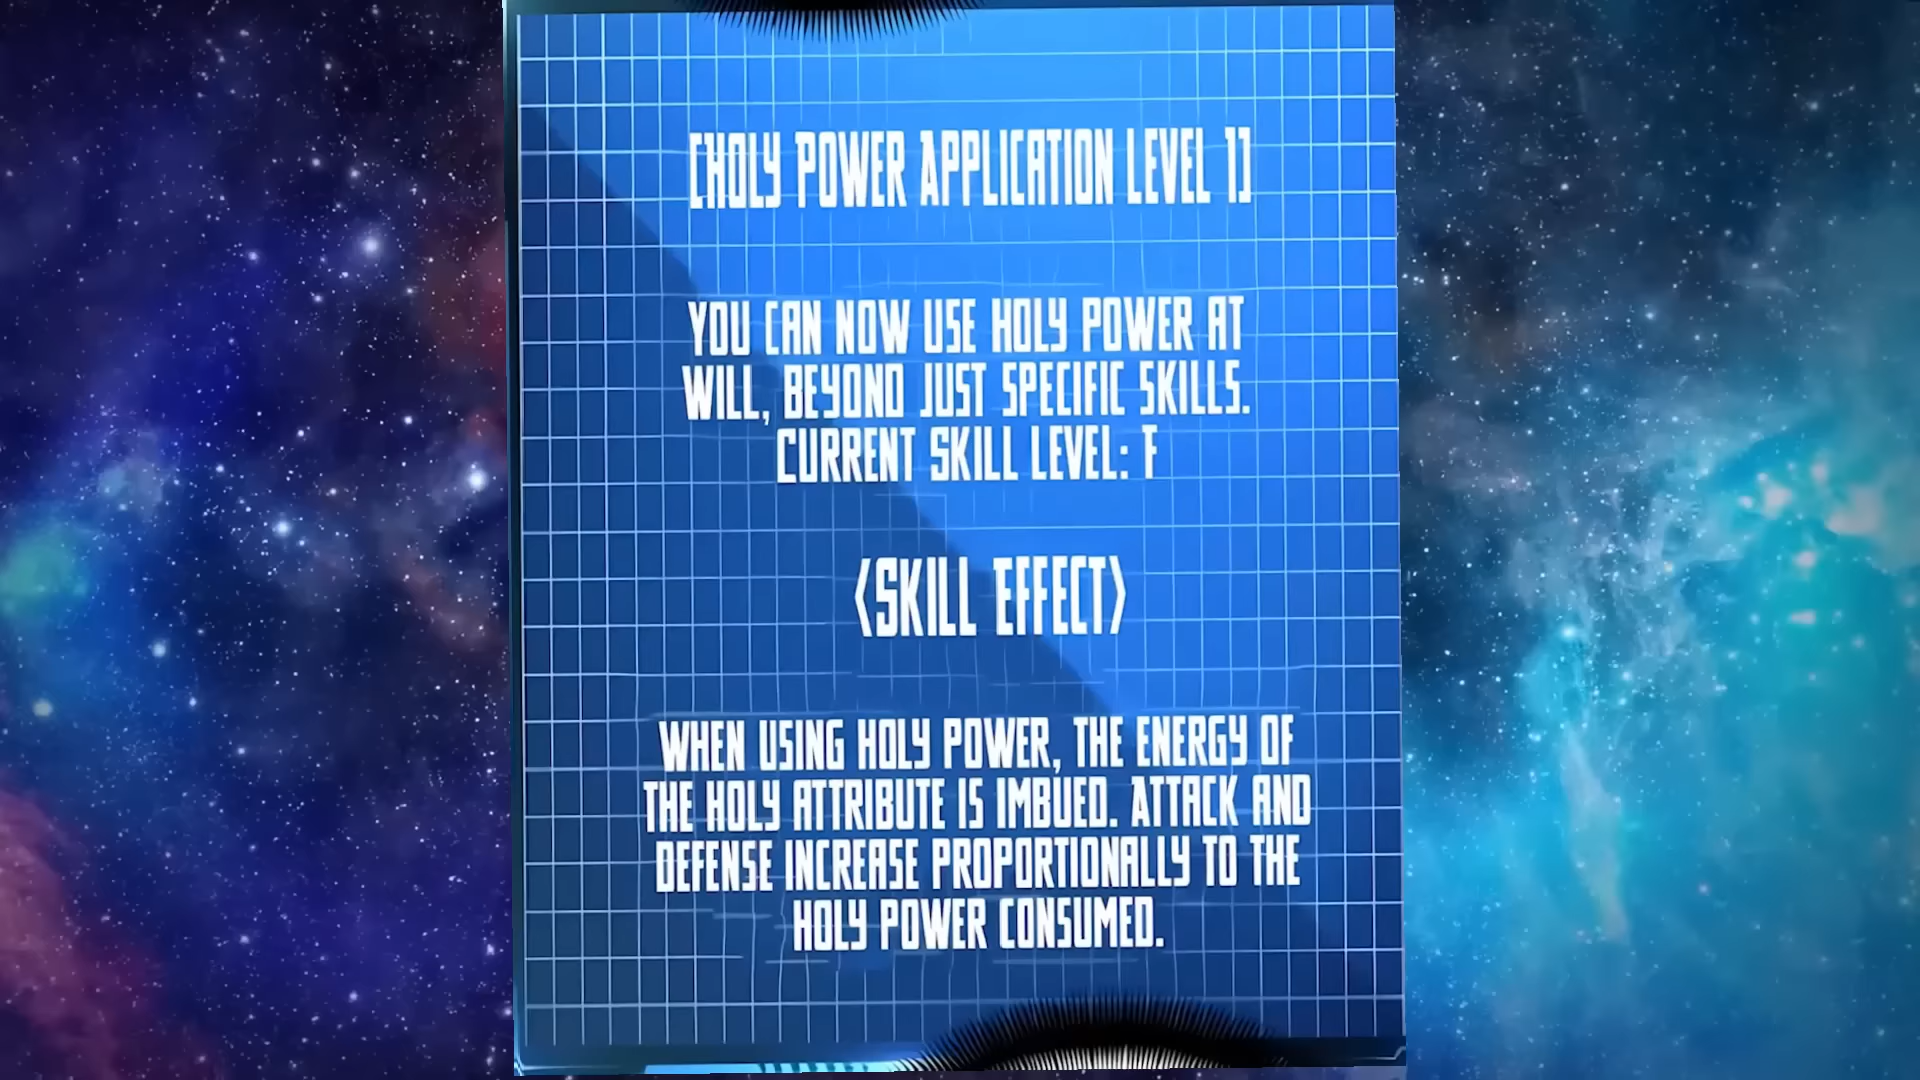 [HOLY POWER APPLICATION LEVEL 1]
YOU CAN NOW USE HOLY POWER AT
WILL, BEYOND JUST SPECIFIC SKILLS.
CURRENT SKILL LEVEL: F
<SKILL EFFECT>
WHEN USING HOLY POWER, THE ENERGY OF
THE HOLY ATTRIBUTE IS IMBUED. ATTACK AND
DEFENSE INCREASE PROPORTIONALLY TO THE
HOLY POWER CONSUMED.